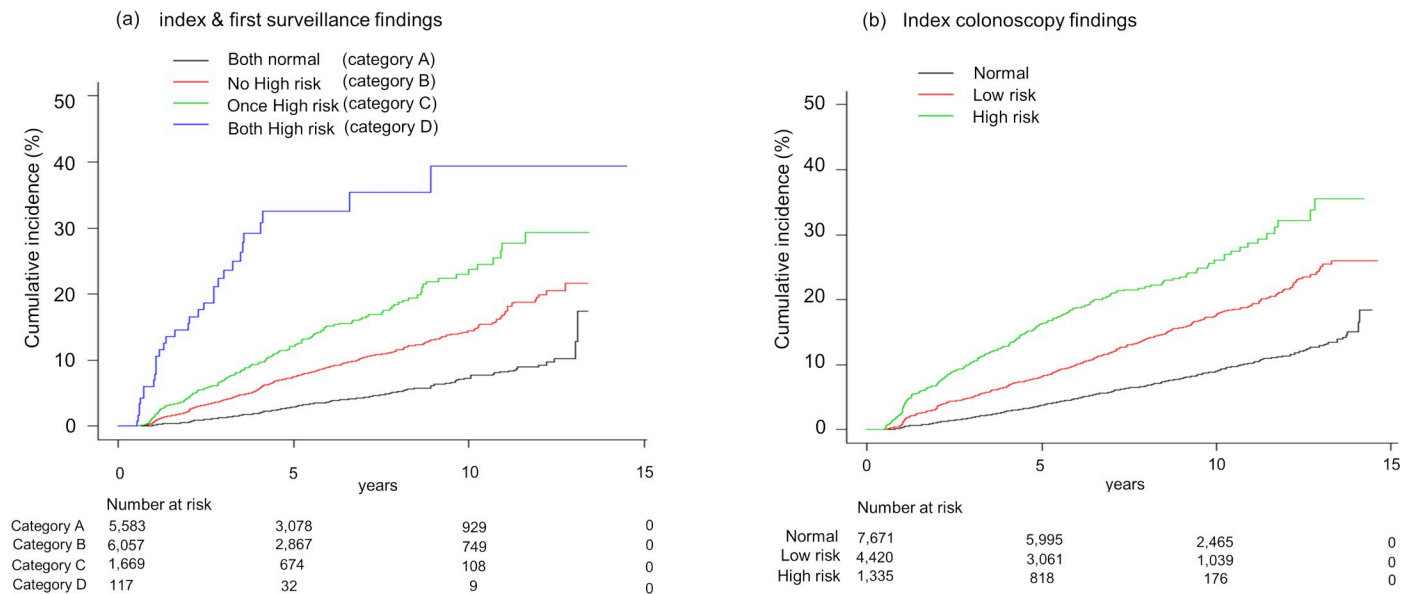 (a) index & first surveillance findings
Both normal (category A)
No High risk (category B)
Once High risk (category C)
Both High risk (category D)
Cumulative incidence (%)
50
40
30
20
10
0
0 5 10 15
years
Number at risk
Category A 5,583 3,078 929 0
Category B 6,057 2,867 749 0
Category C 1,669 674 108 0
Category D 117 32 9 0
(b) Index colonoscopy findings
Normal
Low risk
High risk
Cumulative incidence (%)
50
40
30
20
10
0
0 5 10 15
years
Number at risk
Normal 7,671 5,995 2,465 0
Low risk 4,420 3,061 1,039 0
High risk 1,335 818 176 0